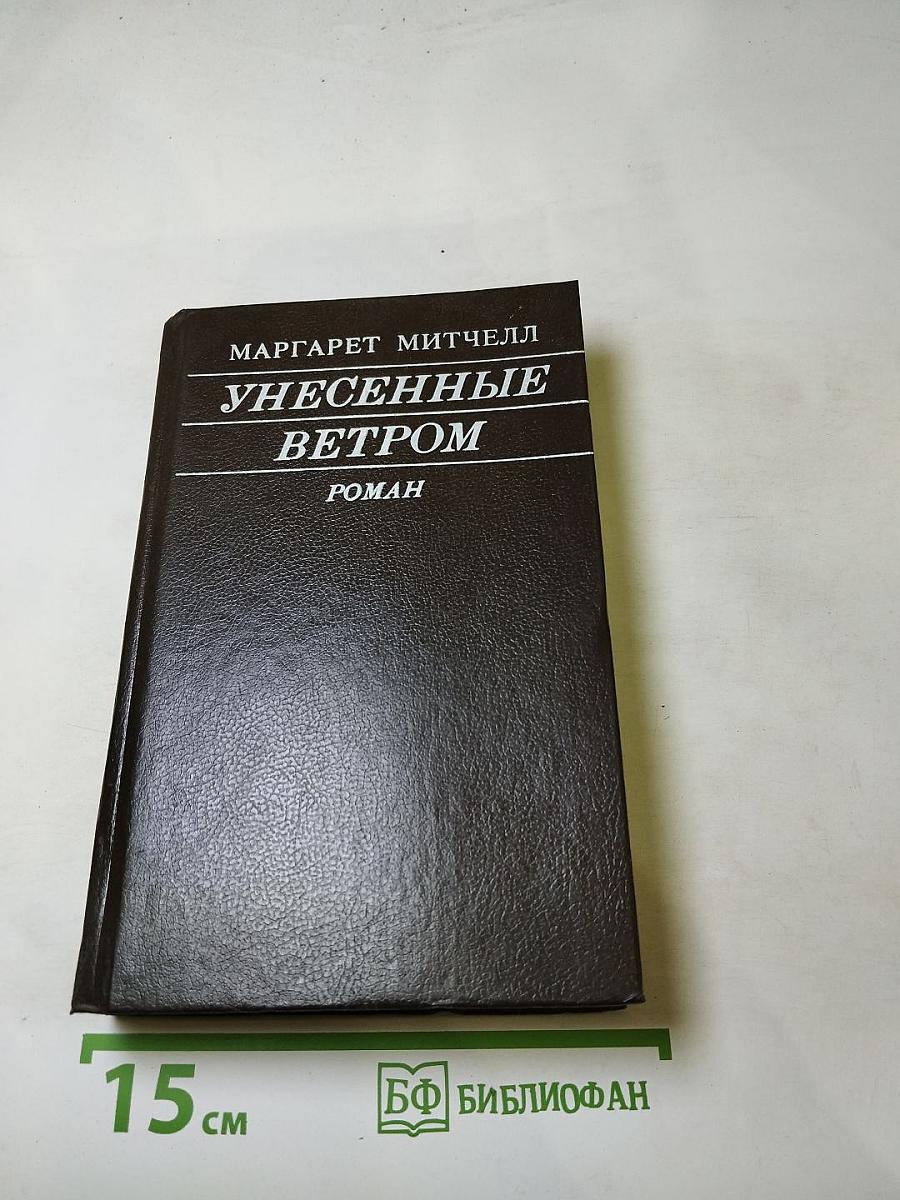 МАРГАРЕТ МИТЧЕЛЛ
УНЕСЕННЫЕ
ВЕТРОМ
РОМАН
15 см
БФ БИБЛИОФАН